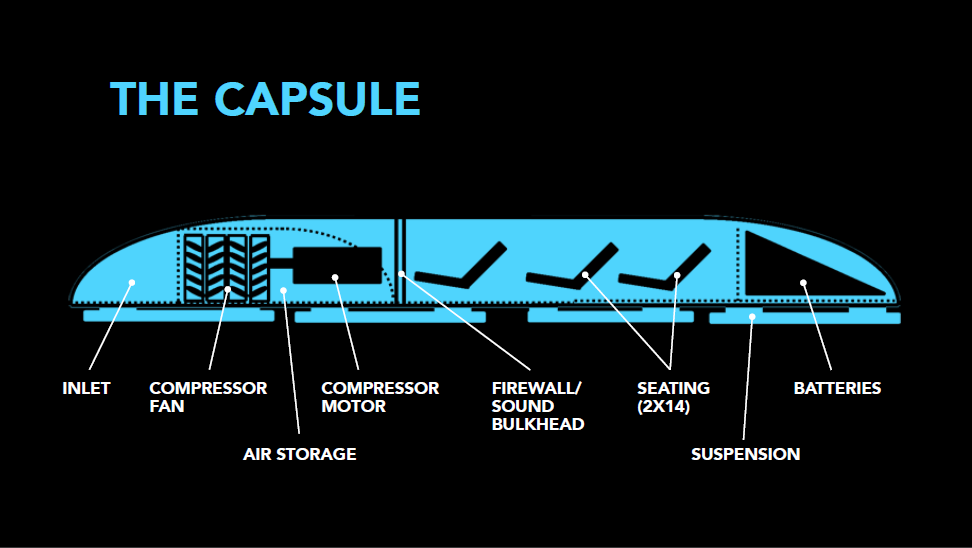 THE CAPSULE
INLET
COMPRESSOR
FAN
COMPRESSOR
MOTOR
FIREWALL/
SOUND
BULKHEAD
SEATING
(2X14)
BATTERIES
AIR STORAGE
SUSPENSION